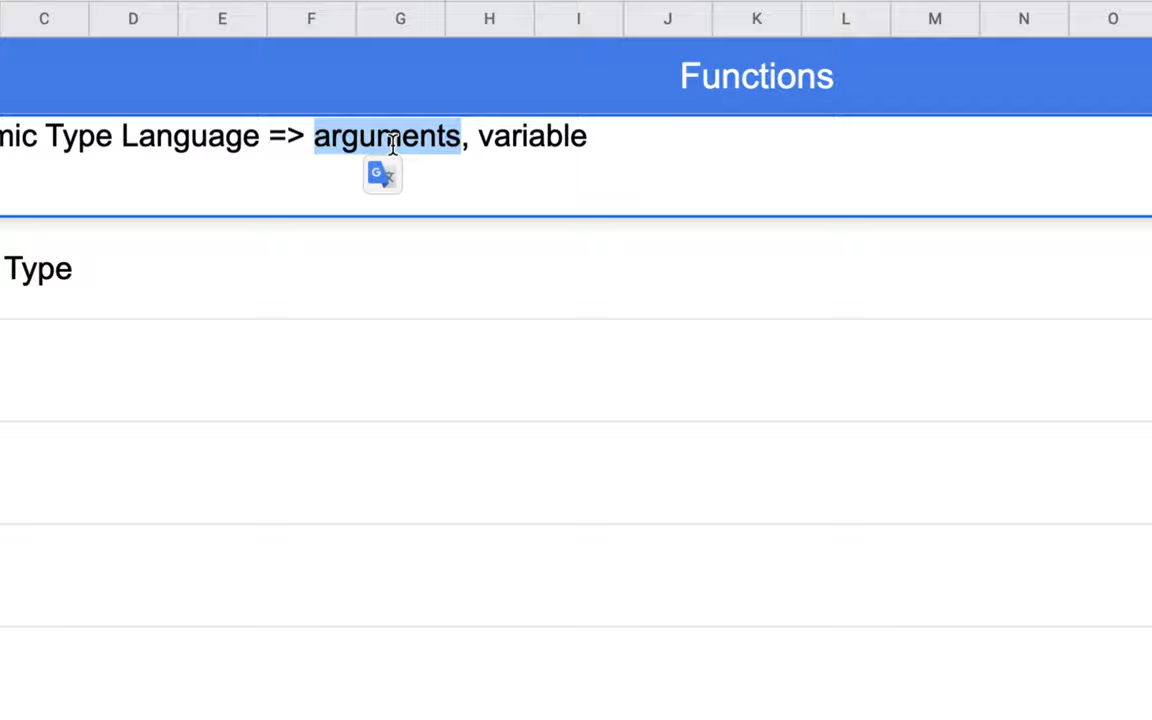 C D E F G H I J K L M N O
Functions
mic Type Language => arguments, variable
G
Type